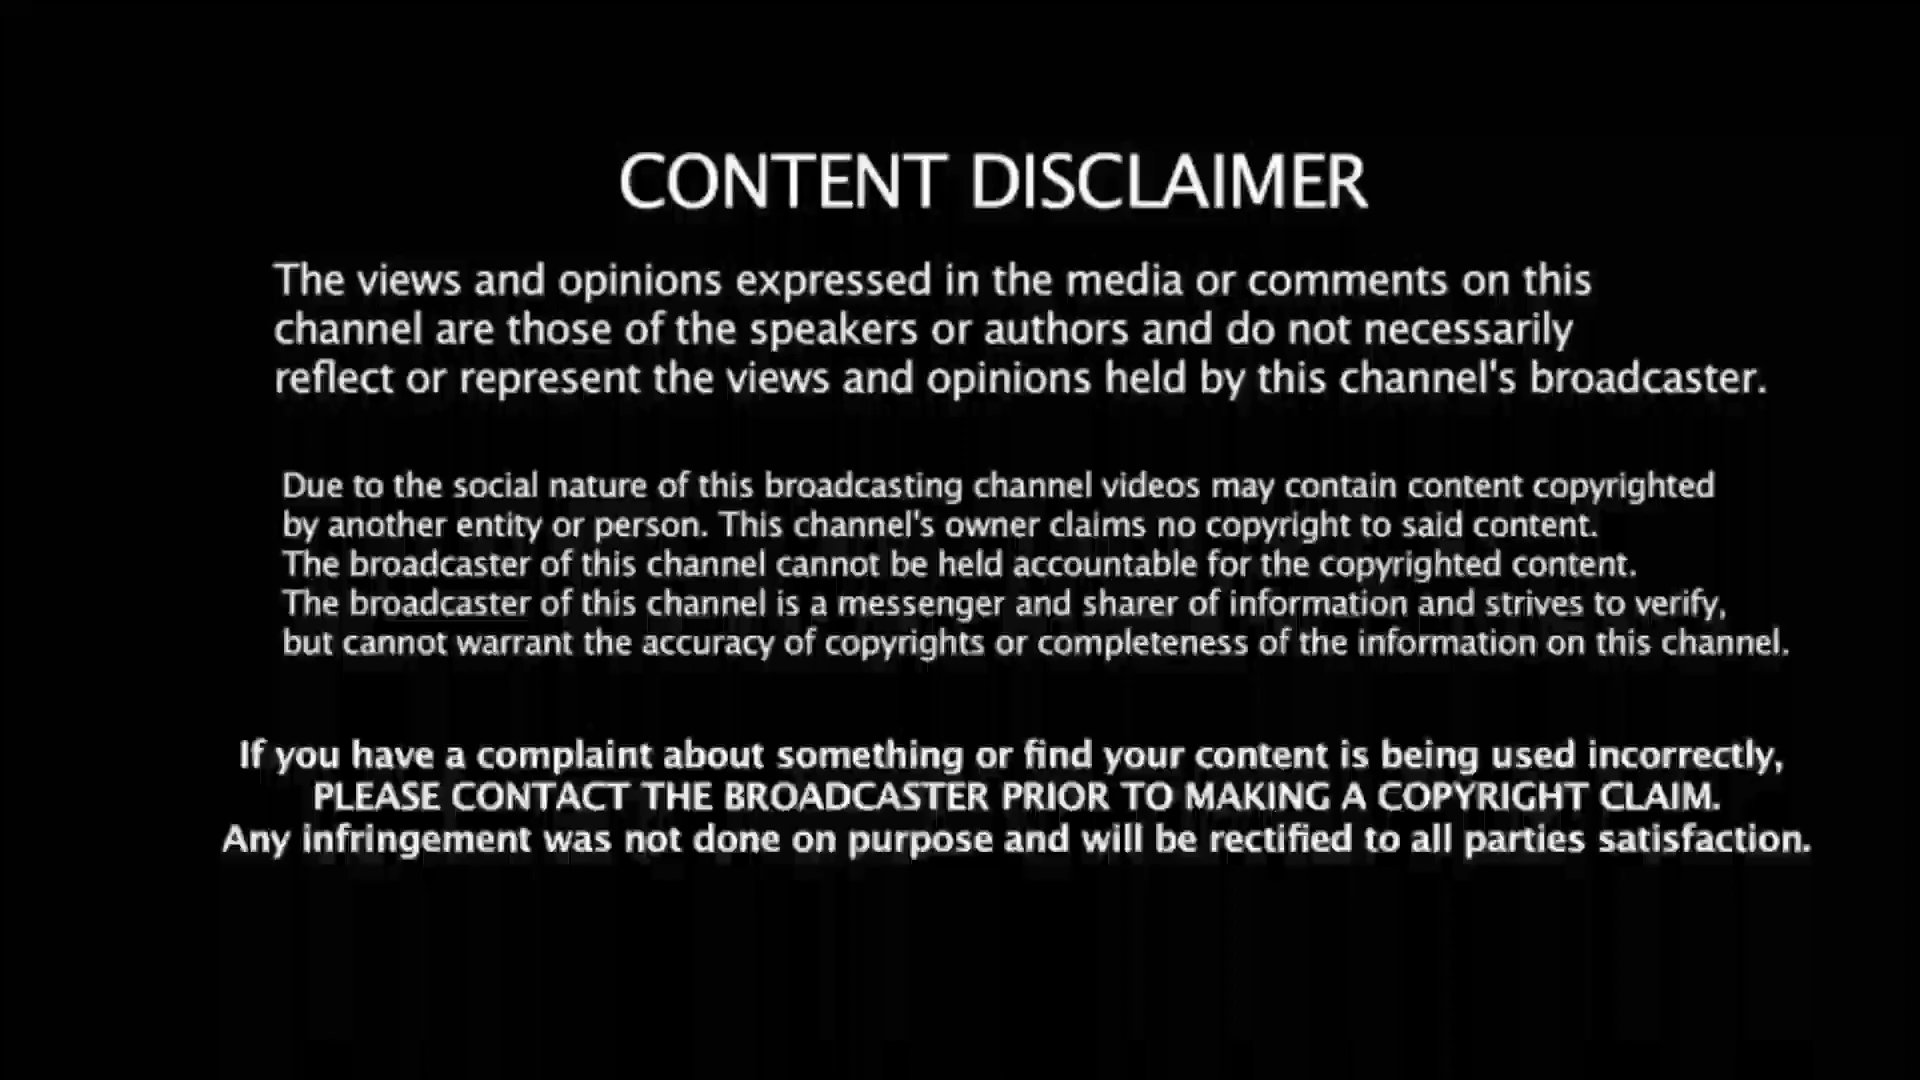 CONTENT DISCLAIMER
The views and opinions expressed in the media or comments on this
channel are those of the speakers or authors and do not necessarily
reflect or represent the views and opinions held by this channel's broadcaster.
Due to the social nature of this broadcasting channel videos may contain content copyrighted
by another entity or person. This channel's owner claims no copyright to said content.
The broadcaster of this channel cannot be held accountable for the copyrighted content.
The broadcaster of this channel is a messenger and sharer of information and strives to verify,
but cannot warrant the accuracy of copyrights or completeness of the information on this channel.
If you have a complaint about something or find your content is being used incorrectly,
PLEASE CONTACT THE BROADCASTER PRIOR TO MAKING A COPYRIGHT CLAIM.
Any infringement was not done on purpose and will be rectified to all parties satisfaction.